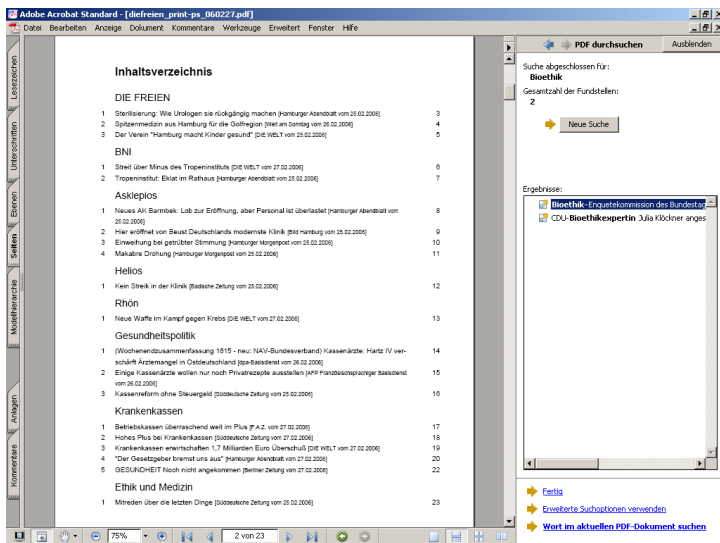 Adobe Acrobat Standard - [diefreien_print-ps_060227.pdf]
Datei Bearbeiten Anzeige Dokument Kommentare Werkzeuge Erweitert Fenster Hilfe
Lesezeichen
Unterschriften
Ebenen
Seiten
Modellhierarchie
Anlagen
Kommentare
Inhaltsverzeichnis
DIE FREIEN
1 Sterilisierung: Wie Urologen sie rückgängig machen [Hamburger Abendblatt vom 25.02.2006] 3
2 Spitzenmedizin aus Hamburg für die Golfregion [Welt am Sonntag vom 26.02.2006] 4
3 Der Verein "Hamburg macht Kinder gesund" [DIE WELT vom 25.02.2006] 5
BNI
1 Streit über Minus des Tropeninstituts [DIE WELT vom 27.02.2006] 6
2 Tropeninstitut: Eklat im Rathaus [Hamburger Abendblatt vom 25.02.2006] 7
Asklepios
1 Neues AK Barmbek: Lob zur Eröffnung, aber Personal ist überlastet [Hamburger Abendblatt vom 8
25.02.2006]
2 Hier eröffnet von Beust Deutschlands modernste Klinik [Bild Hamburg vom 25.02.2006] 9
3 Einweihung bei getrübter Stimmung [Hamburger Morgenpost vom 25.02.2006] 10
4 Makabre Drohung [Hamburger Morgenpost vom 25.02.2006] 11
Helios
1 Kein Streik in der Klinik [Badische Zeitung vom 25.02.2006] 12
Rhön
1 Neue Waffe im Kampf gegen Krebs [DIE WELT vom 27.02.2006] 13
Gesundheitspolitik
1 (Wochenendzusammenfassung 1615 - neu: NAV-Bundesverband) Kassenärzte: Hartz IV ver- 14
schärft Ärztemangel in Ostdeutschland [dpa-Basisdienst vom 26.02.2006]
2 Einige Kassenärzte wollen nur noch Privatrezepte ausstellen [AFP Französischsprachiger Basisdienst 15
vom 26.02.2006]
3 Kassenreform ohne Steuergeld [Süddeutsche Zeitung vom 25.02.2006] 16
Krankenkassen
1 Betriebskassen überraschend weit im Plus [F.A.Z. vom 27.02.2006] 17
2 Hohes Plus bei Krankenkassen [Süddeutsche Zeitung vom 27.02.2006] 18
3 Krankenkassen erwirtschaften 1,7 Milliarden Euro Überschuß [DIE WELT vom 27.02.2006] 19
4 "Der Gesetzgeber bremst uns aus" [Hamburger Abendblatt vom 27.02.2006] 20
5 GESUNDHEIT Noch nicht angekommen [Berliner Zeitung vom 27.02.2006] 22
Ethik und Medizin
1 Mitreden über die letzten Dinge [Süddeutsche Zeitung vom 25.02.2006] 23
75%
2 von 23
PDF durchsuchen Ausblenden
Suche abgeschlossen für:
Bioethik
Gesamtzahl der Fundstellen:
2
Neue Suche
Ergebnisse:
Bioethik-Enquetekommission des Bundestag
CDU-Bioethikexpertin Julia Klöckner anges
Fertig
Erweiterte Suchoptionen verwenden
Wort im aktuellen PDF-Dokument suchen